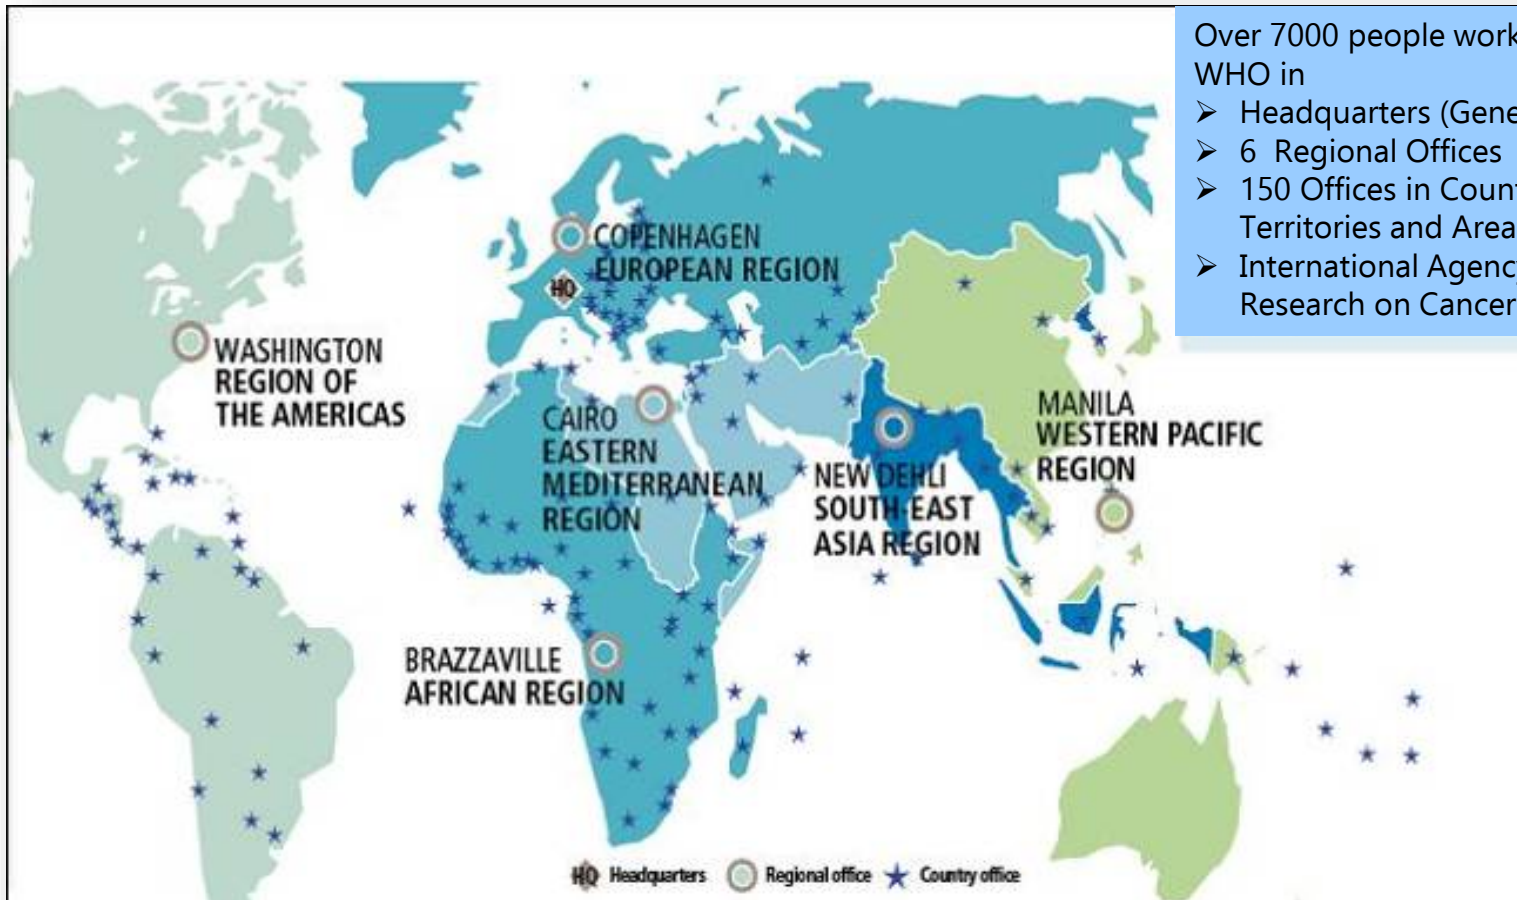 Over 7000 people work
WHO in
➢ Headquarters (Gene
➢ 6 Regional Offices
➢ 150 Offices in Coun
Territories and Area
➢ International Agency
Research on Cancer
COPENHAGEN
EUROPEAN REGION
HQ
WASHINGTON
REGION OF
THE AMERICAS
CAIRO
EASTERN
MEDITERRANEAN
REGION
MANILA
WESTERN PACIFIC
REGION
NEW DEHLI
SOUTH-EAST
ASIA REGION
BRAZZAVILLE
AFRICAN REGION
HQ Headquarters Regional office Country office